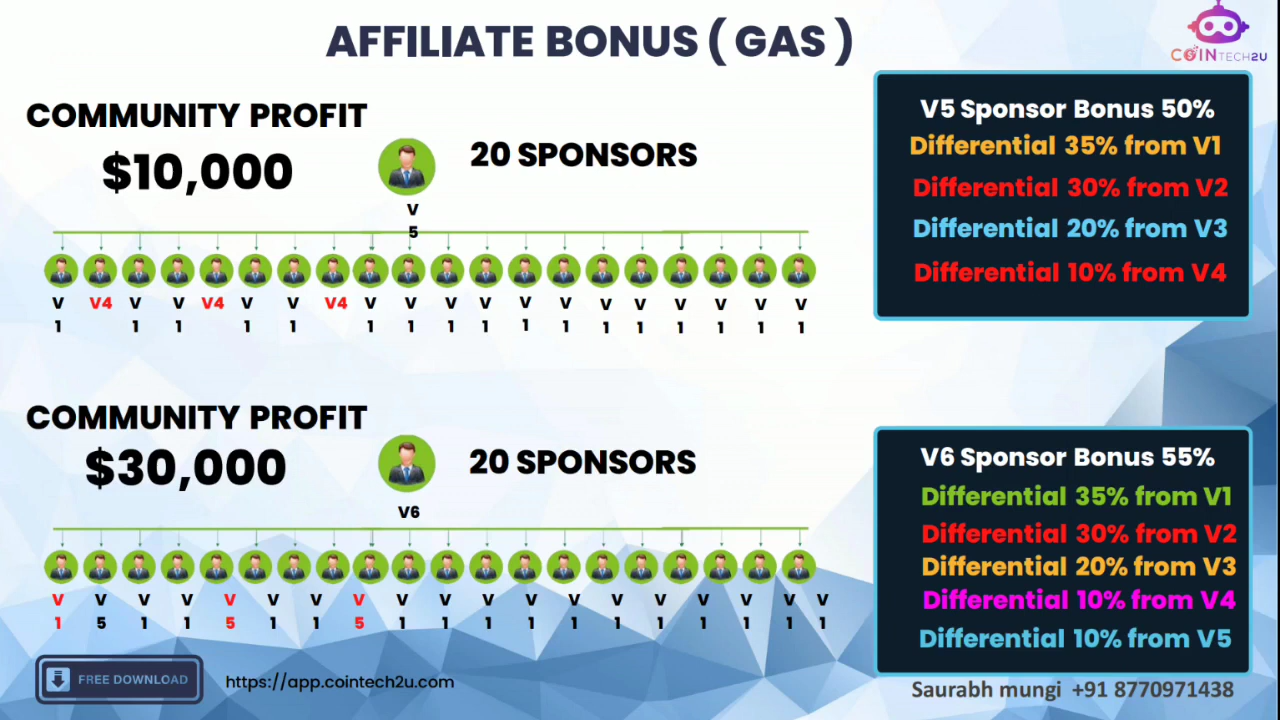 AFFILIATE BONUS ( GAS )
COINTECH2U
COMMUNITY PROFIT
$10,000
20 SPONSORS
V
5
V V4 V V V4 V V V4 V V V V V V V V V V V V
1 1 1 1 1 1 1 1 1 1 1 1 1 1 1 1 1
V5 Sponsor Bonus 50%
Differential 35% from V1
Differential 30% from V2
Differential 20% from V3
Differential 10% from V4
COMMUNITY PROFIT
$30,000
20 SPONSORS
V6
V V V V V V V V V V V V V V V V V V V
1 5 1 1 5 1 1 5 1 1 1 1 1 1 1 1 1 1 1
V6 Sponsor Bonus 55%
Differential 35% from V1
Differential 30% from V2
Differential 20% from V3
Differential 10% from V4
Differential 10% from V5
FREE DOWNLOAD
https://app.cointech2u.com
Saurabh mungi +91 8770971438